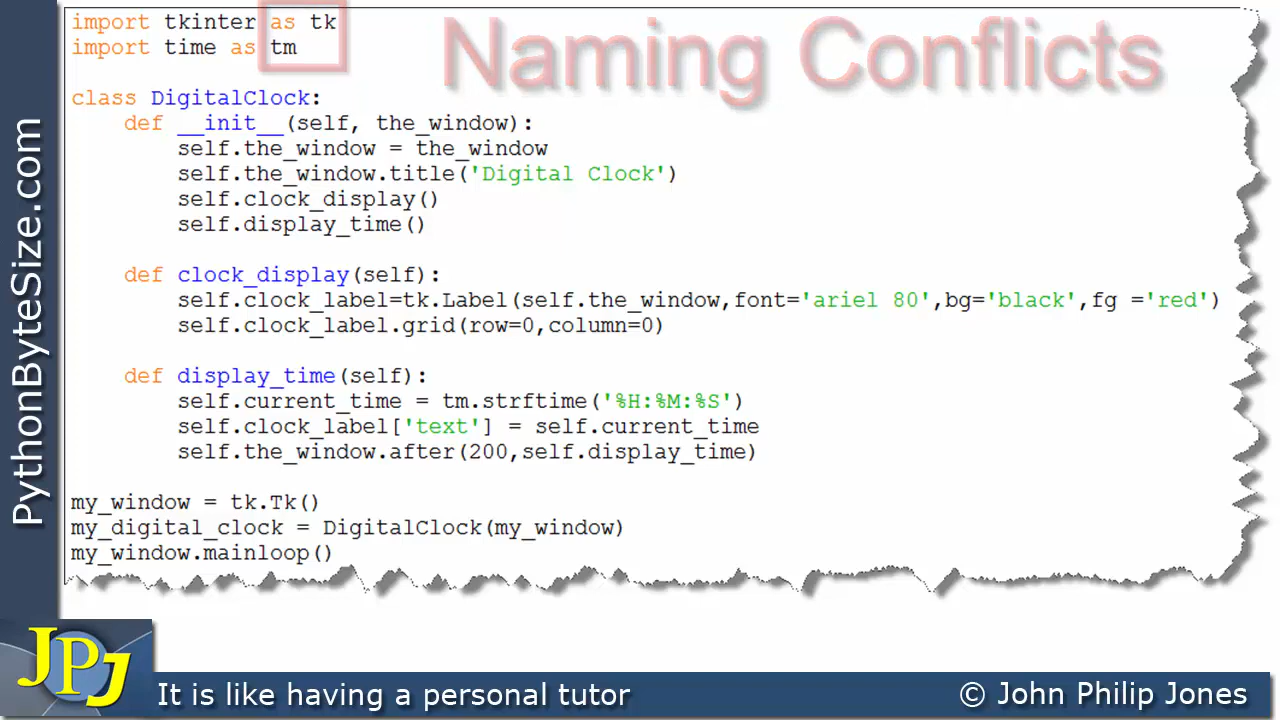 Naming Conflicts
import tkinter as tk
import time as tm
class DigitalClock:
def __init__(self, the_window):
self.the_window = the_window
self.the_window.title('Digital Clock')
self.clock_display()
self.display_time()
def clock_display(self):
self.clock_label=tk.Label(self.the_window,font='ariel 80',bg='black',fg ='red')
self.clock_label.grid(row=0,column=0)
def display_time(self):
self.current_time = tm.strftime('%H:%M:%S')
self.clock_label['text'] = self.current_time
self.the_window.after(200,self.display_time)
my_window = tk.Tk()
my_digital_clock = DigitalClock(my_window)
my_window.mainloop()
PythonByteSize.com
JPJ
It is like having a personal tutor
© John Philip Jones